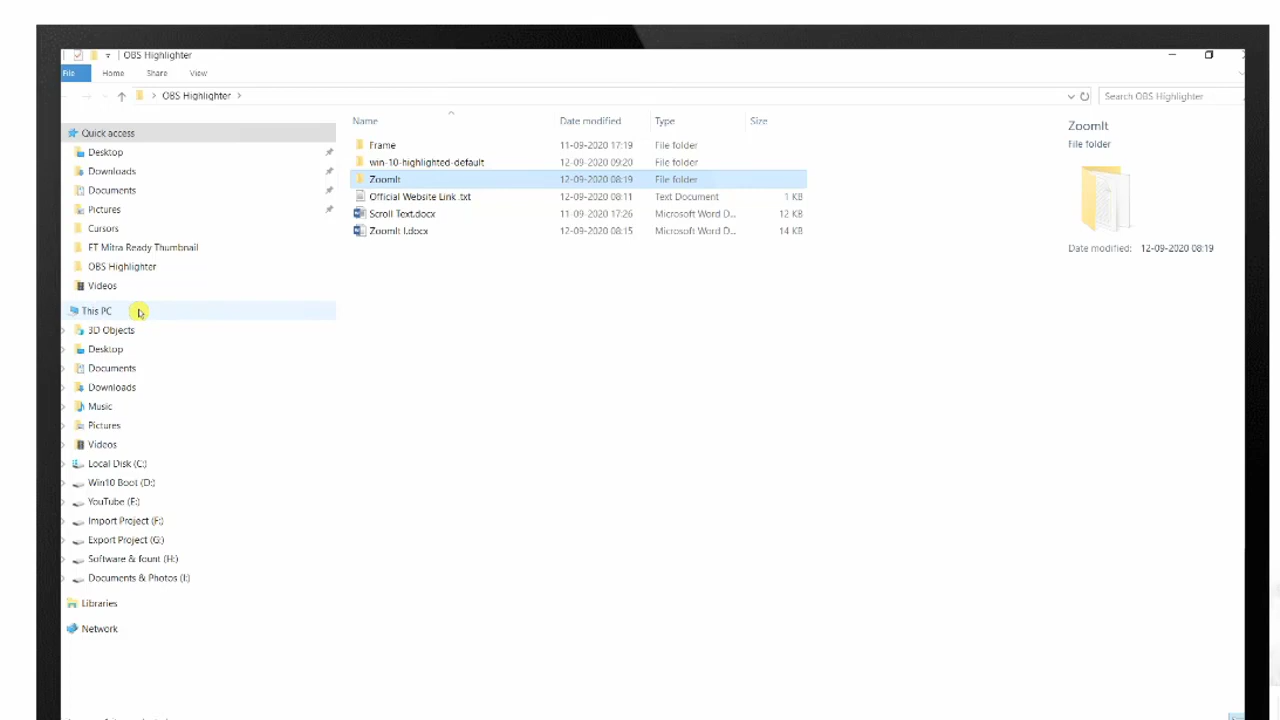 OBS Highlighter
File Home Share View
OBS Highlighter
Search OBS Highlighter
Name Date modified Type Size
Frame 11-09-2020 17:19 File folder
win-10-highlighted-default 12-09-2020 09:20 File folder
ZoomIt 12-09-2020 08:19 File folder
Official Website Link .txt 12-09-2020 08:11 Text Document 1 KB
Scroll Text.docx 11-09-2020 17:26 Microsoft Word D... 12 KB
ZoomIt I.docx 12-09-2020 08:15 Microsoft Word D... 14 KB
Quick access
Desktop
Downloads
Documents
Pictures
Cursors
FT Mitra Ready Thumbnail
OBS Highlighter
Videos
This PC
3D Objects
Desktop
Documents
Downloads
Music
Pictures
Videos
Local Disk (C:)
Win10 Boot (D:)
YouTube (E:)
Import Project (F:)
Export Project (G:)
Software & fount (H:)
Documents & Photos (I:)
Libraries
Network
ZoomIt
File folder
Date modified: 12-09-2020 08:19